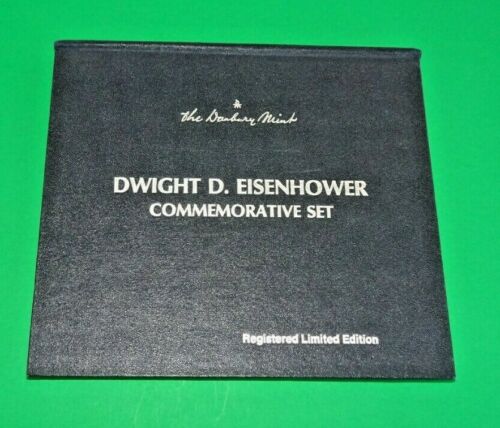 the Danbury Mint
DWIGHT D. EISENHOWER
COMMEMORATIVE SET
Registered Limited Edition